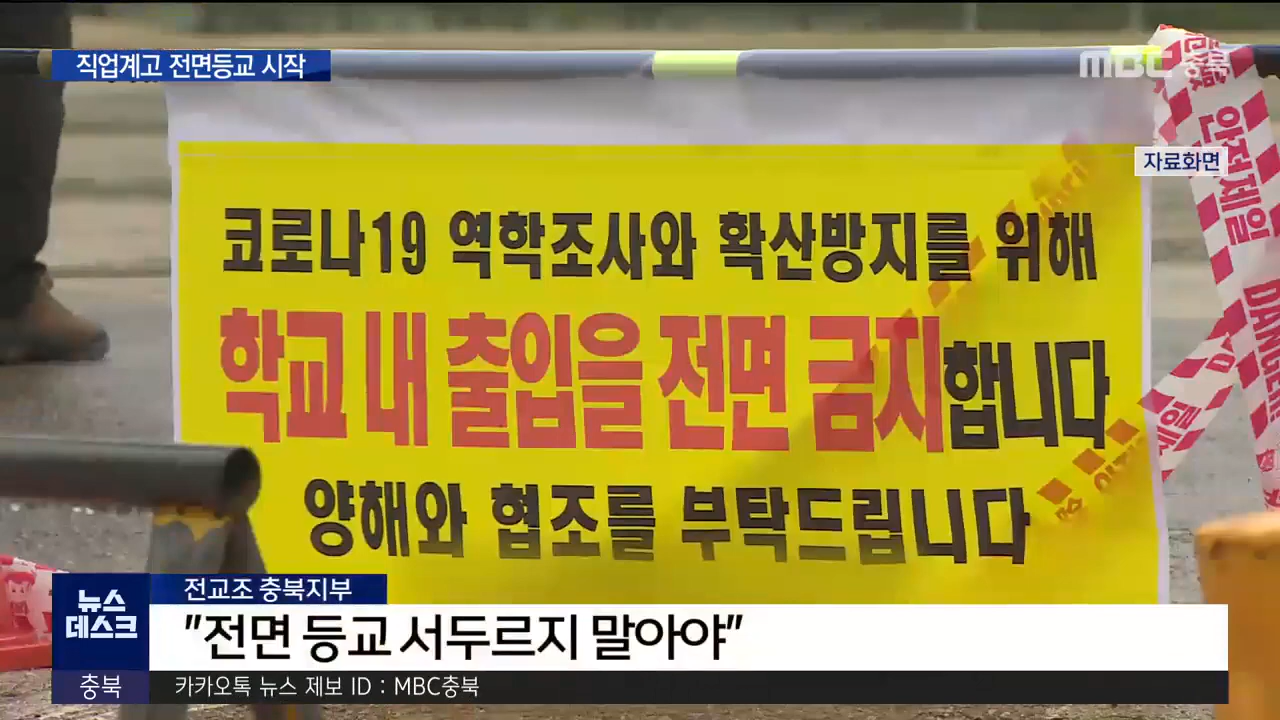 직업계고 전면등교 시작
MBC 충북
자료화면
안전제일
DANGER
코로나19 역학조사와 확산방지를 위해
학교 내 출입을 전면 금지합니다
양해와 협조를 부탁드립니다
뉴스
데스크
전교조 충북지부
"전면 등교 서두르지 말아야"
충북
카카오톡 뉴스 제보 ID : MBC충북